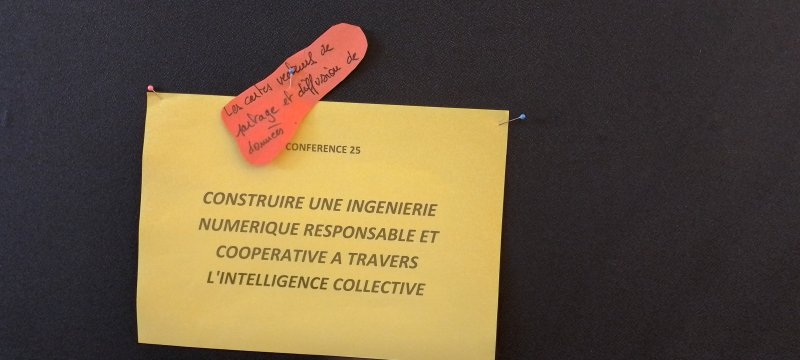 Les cartes vertueuses de
partage et diffusion de
données
CONFERENCE 25
CONSTRUIRE UNE INGENIERIE
NUMERIQUE RESPONSABLE ET
COOPERATIVE A TRAVERS
L'INTELLIGENCE COLLECTIVE